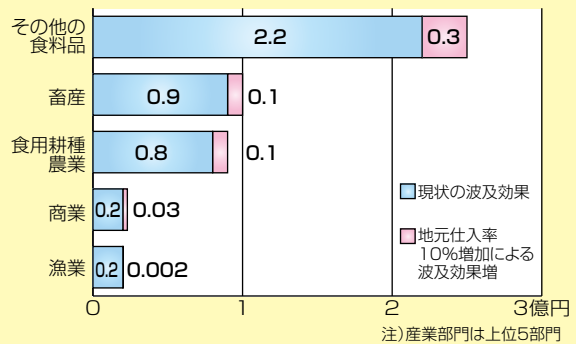 その他の
食料品
2.2
0.3
畜産
0.9
0.1
食用耕種
農業
0.8
0.1
商業
0.2
0.03
漁業
0.2
0.002
現状の波及効果
地元仕入率
10%増加による
波及効果増
0
1
2
3億円
注)産業部門は上位5部門